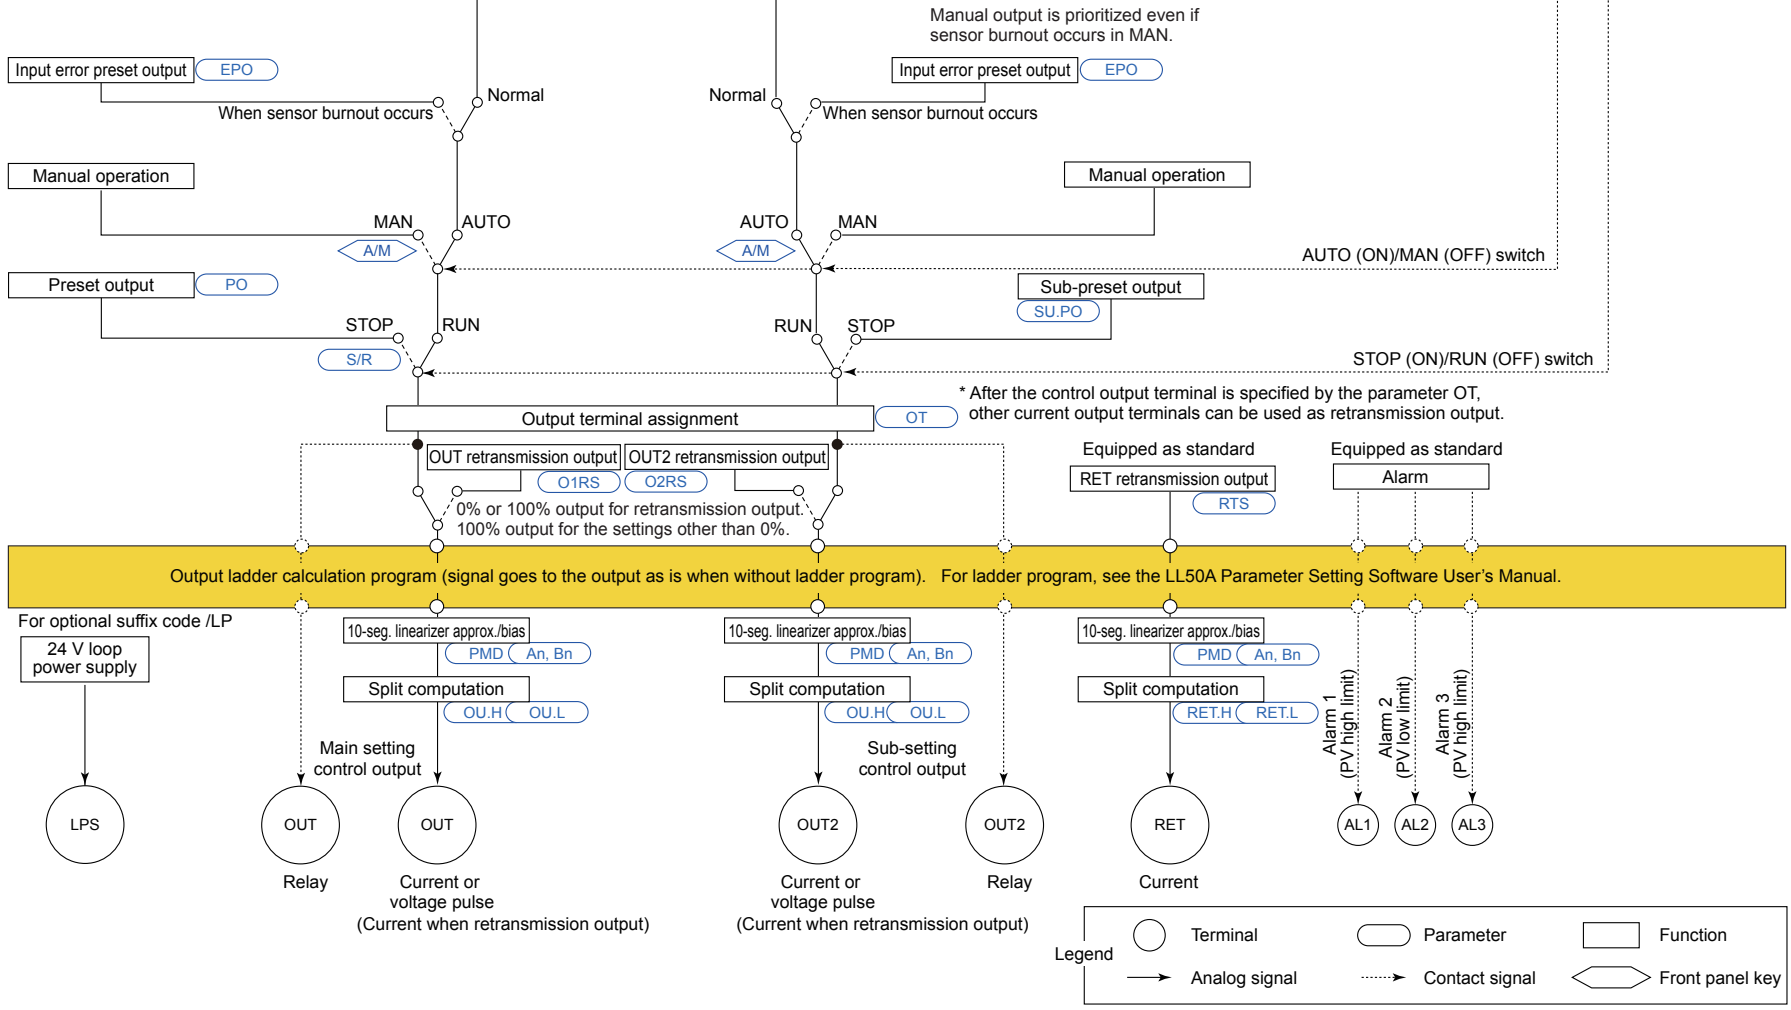 Manual output is prioritized even if
sensor burnout occurs in MAN.
Input error preset output
EPO
Input error preset output
EPO
Normal
When sensor burnout occurs
Normal
When sensor burnout occurs
Manual operation
Manual operation
MAN
AUTO
A/M
AUTO
MAN
A/M
AUTO (ON)/MAN (OFF) switch
Preset output
PO
Sub-preset output
SU.PO
STOP
RUN
S/R
RUN
STOP
STOP (ON)/RUN (OFF) switch
* After the control output terminal is specified by the parameter OT,
other current output terminals can be used as retransmission output.
Output terminal assignment
OT
OUT retransmission output
O1RS
OUT2 retransmission output
O2RS
0% or 100% output for retransmission output.
100% output for the settings other than 0%.
Equipped as standard
RET retransmission output
RTS
Equipped as standard
Alarm
Output ladder calculation program (signal goes to the output as is when without ladder program). For ladder program, see the LL50A Parameter Setting Software User's Manual.
For optional suffix code /LP
24 V loop
power supply
10-seg. linearizer approx./bias
PMD
An, Bn
Split computation
OU.H
OU.L
10-seg. linearizer approx./bias
PMD
An, Bn
Split computation
OU.H
OU.L
10-seg. linearizer approx./bias
PMD
An, Bn
Split computation
RET.H
RET.L
Alarm 1
(PV high limit)
Alarm 2
(PV low limit)
Alarm 3
(PV high limit)
Main setting
control output
Sub-setting
control output
LPS
OUT
OUT
OUT2
OUT2
RET
AL1
AL2
AL3
Relay
Current or
voltage pulse
(Current when retransmission output)
Current or
voltage pulse
(Current when retransmission output)
Relay
Current
Legend
Terminal
Parameter
Function
Analog signal
Contact signal
Front panel key